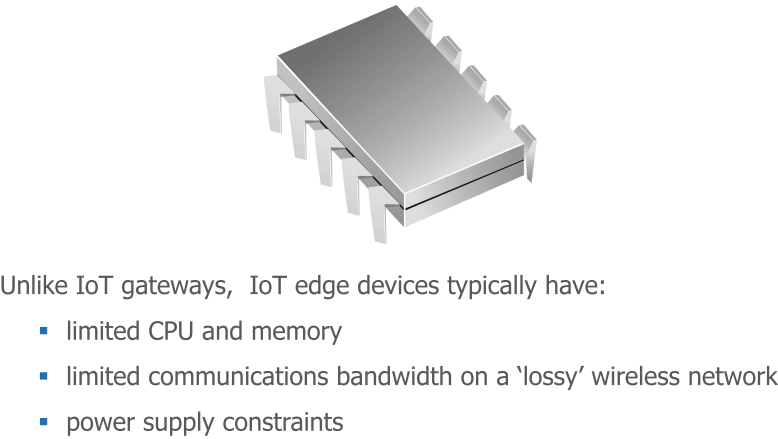 Unlike IoT gateways,  IoT edge devices typically have:
▪ limited CPU and memory
▪ limited communications bandwidth on a ‘lossy’ wireless network
▪ power supply constraints